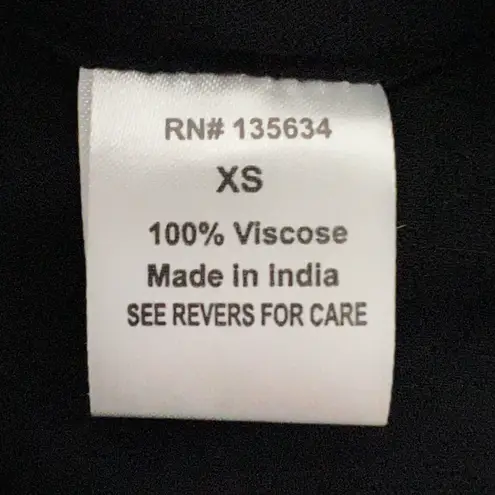 RN# 135634
XS
100% Viscose
Made in India
SEE REVERS FOR CARE